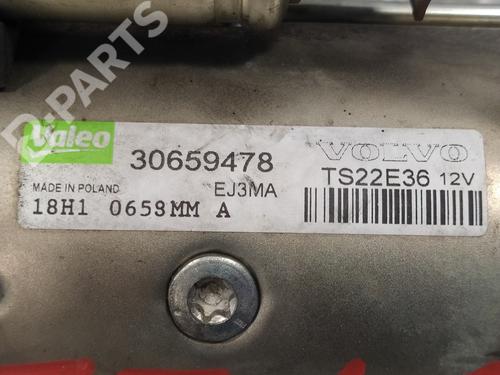 D-PARTS
Valeo
30659478
VOLVO
MADE IN POLAND
EJ3MA
TS22E36 12V
18H1 0658MM A